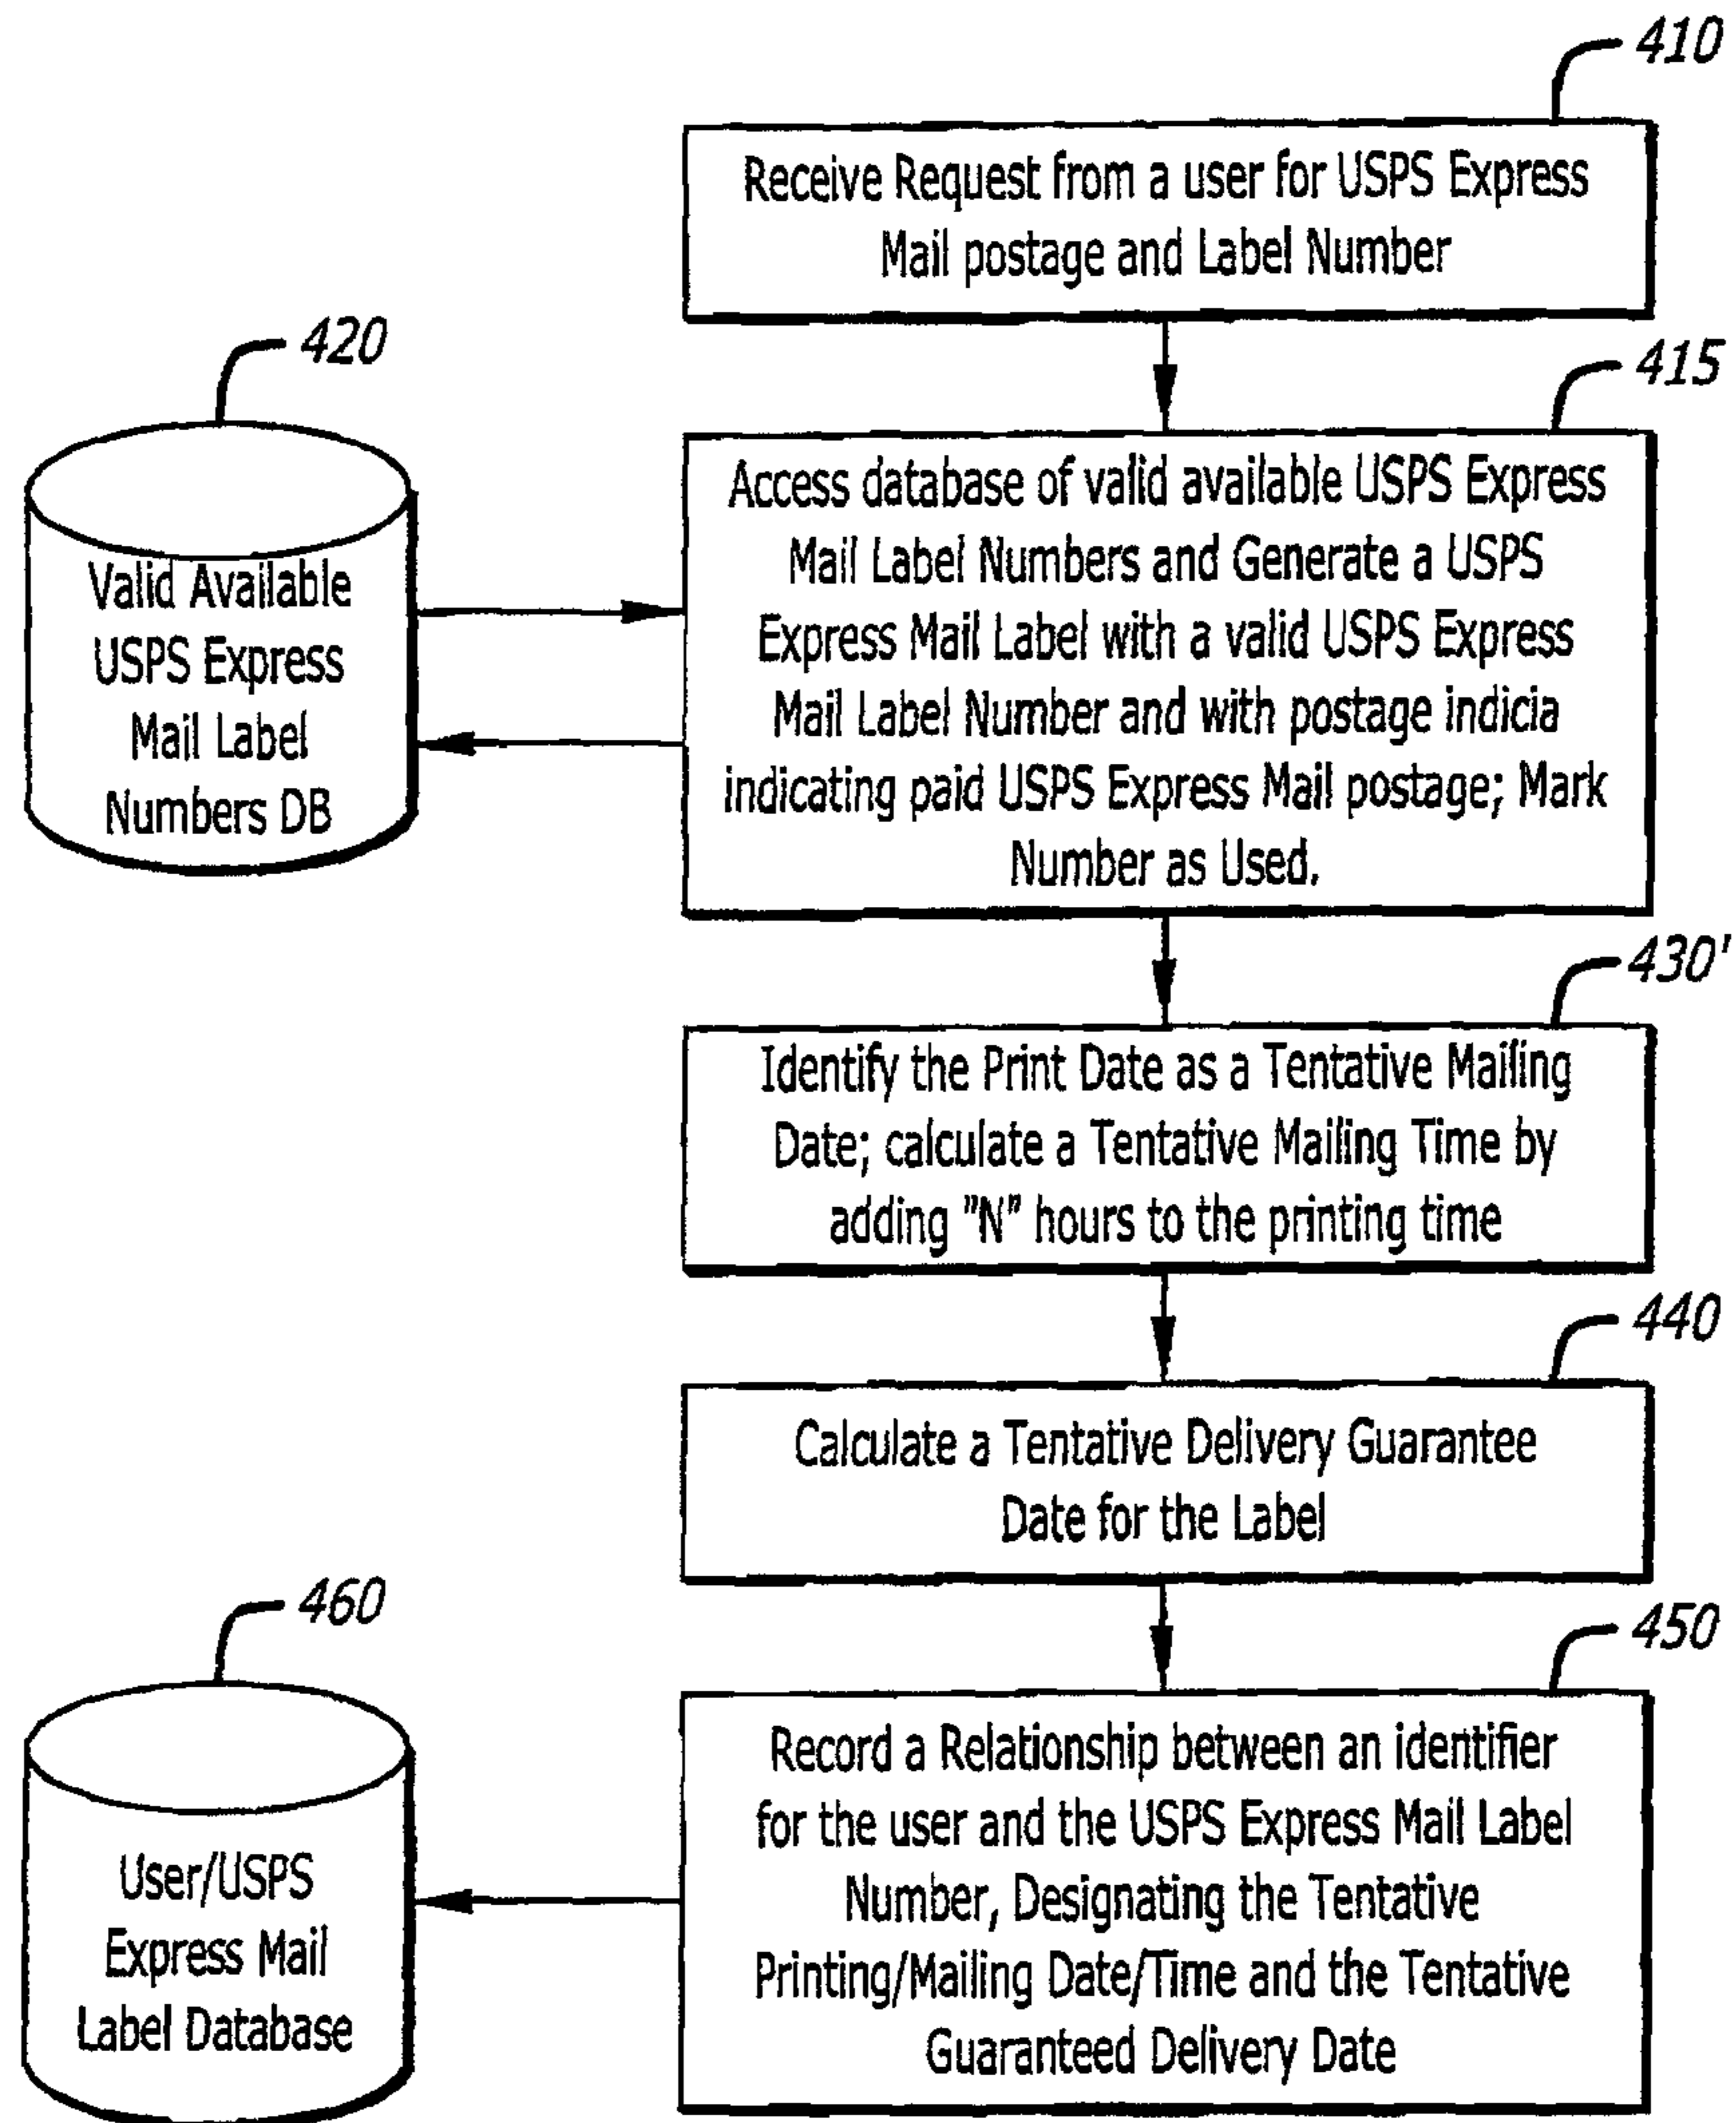 410
Receive Request from a user for USPS Express
Mail postage and Label Number
420
415
Valid Available
USPS Express
Mail Label
Numbers DB
Access database of valid available USPS Express
Mail Label Numbers and Generate a USPS
Express Mail Label with a valid USPS Express
Mail Label Number and with postage indicia
indicating paid USPS Express Mail postage; Mark
Number as Used.
430'
Identify the Print Date as a Tentative Mailing
Date; calculate a Tentative Mailing Time by
adding "N" hours to the printing time
440
Calculate a Tentative Delivery Guarantee
Date for the Label
460
450
User/USPS
Express Mail
Label Database
Record a Relationship between an identifier
for the user and the USPS Express Mail Label
Number, Designating the Tentative
Printing/Mailing Date/Time and the Tentative
Guaranteed Delivery Date